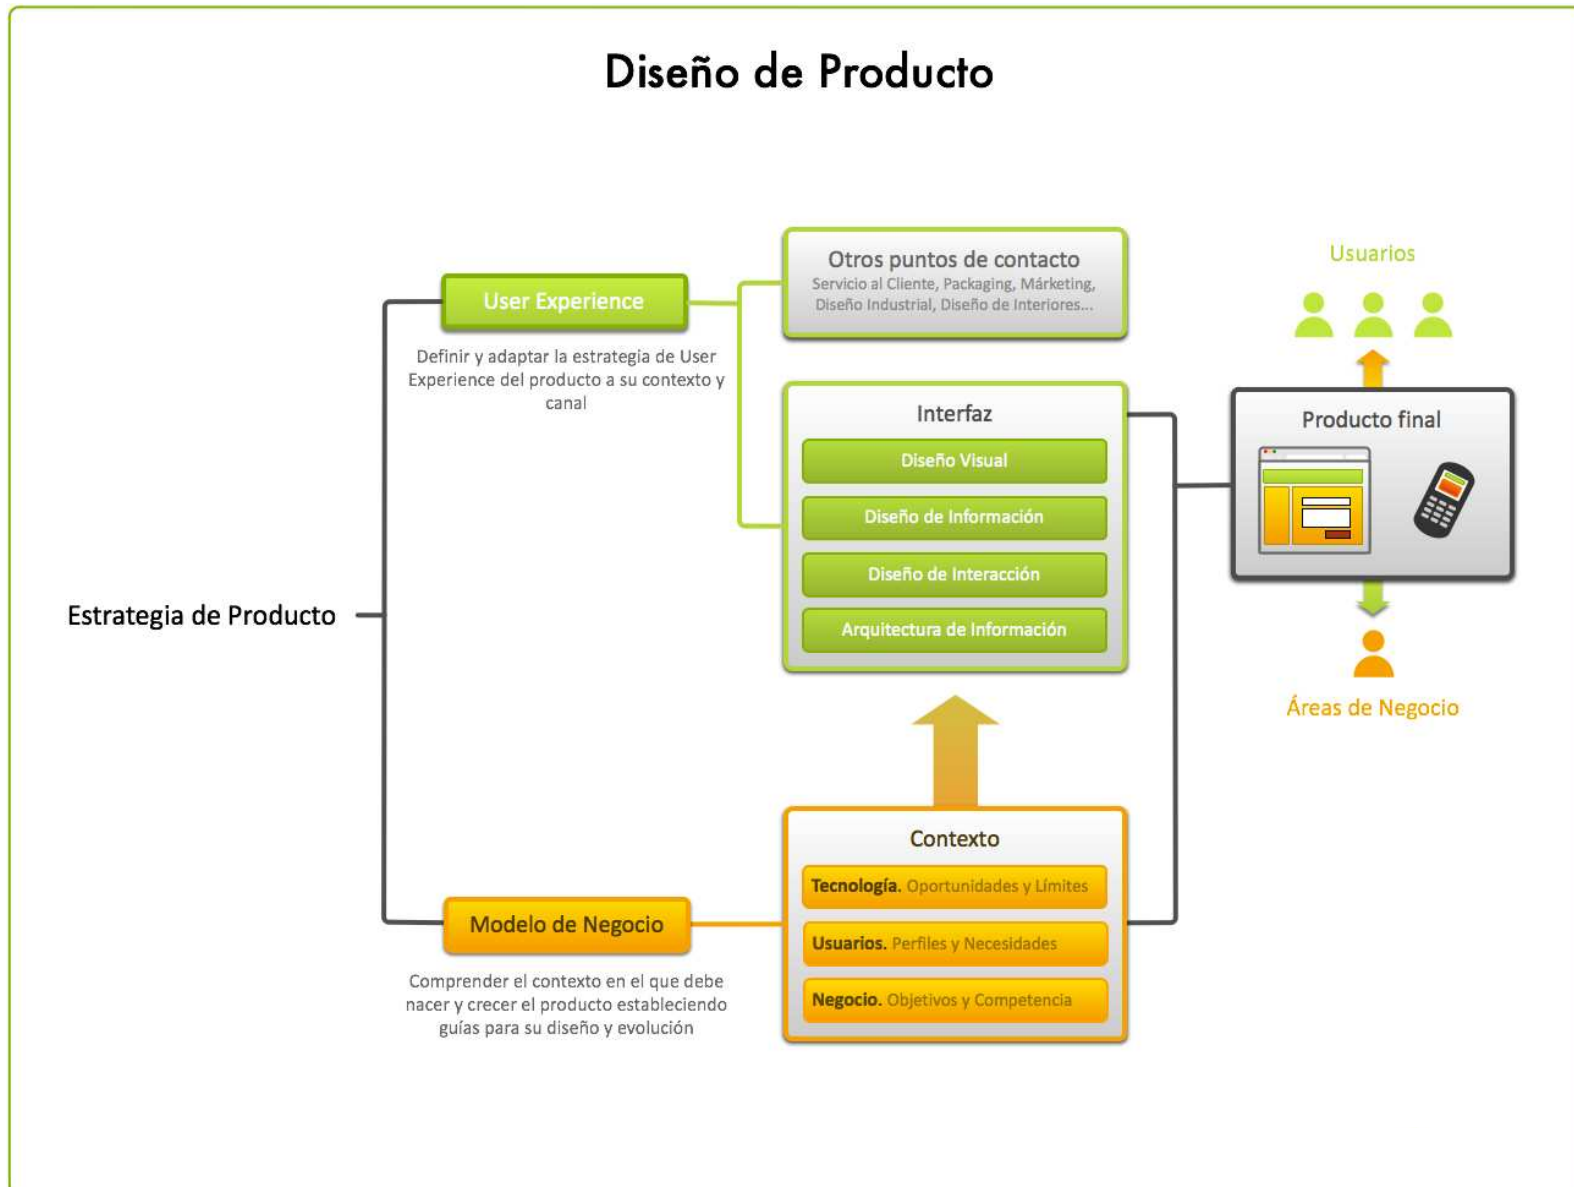 Diseño de Producto
Estrategia de Producto
User Experience
Definir y adaptar la estrategia de User
Experience del producto a su contexto y
canal
Otros puntos de contacto
Servicio al Cliente, Packaging, Márketing,
Diseño Industrial, Diseño de Interiores...
Interfaz
Diseño Visual
Diseño de Información
Diseño de Interacción
Arquitectura de Información
Modelo de Negocio
Comprender el contexto en el que debe
nacer y crecer el producto estableciendo
guías para su diseño y evolución
Contexto
Tecnología. Oportunidades y Límites
Usuarios. Perfiles y Necesidades
Negocio. Objetivos y Competencia
Usuarios
Producto final
Áreas de Negocio